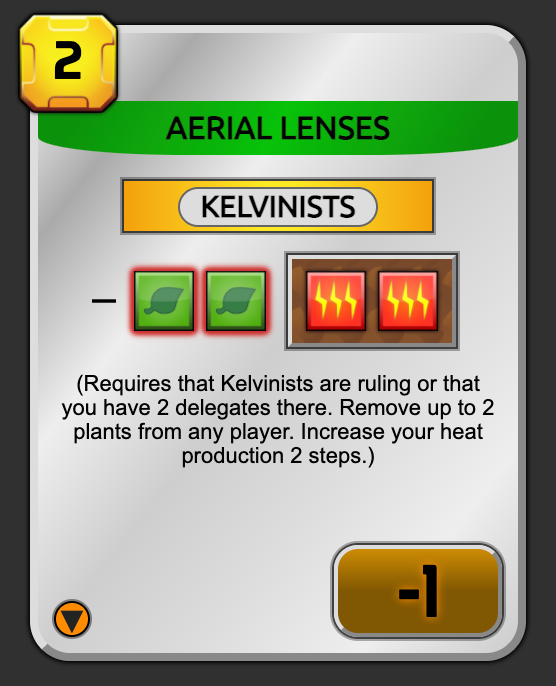 2
AERIAL LENSES
KELVINISTS
(Requires that Kelvinists are ruling or that
you have 2 delegates there. Remove up to 2
plants from any player. Increase your heat
production 2 steps.)
-1